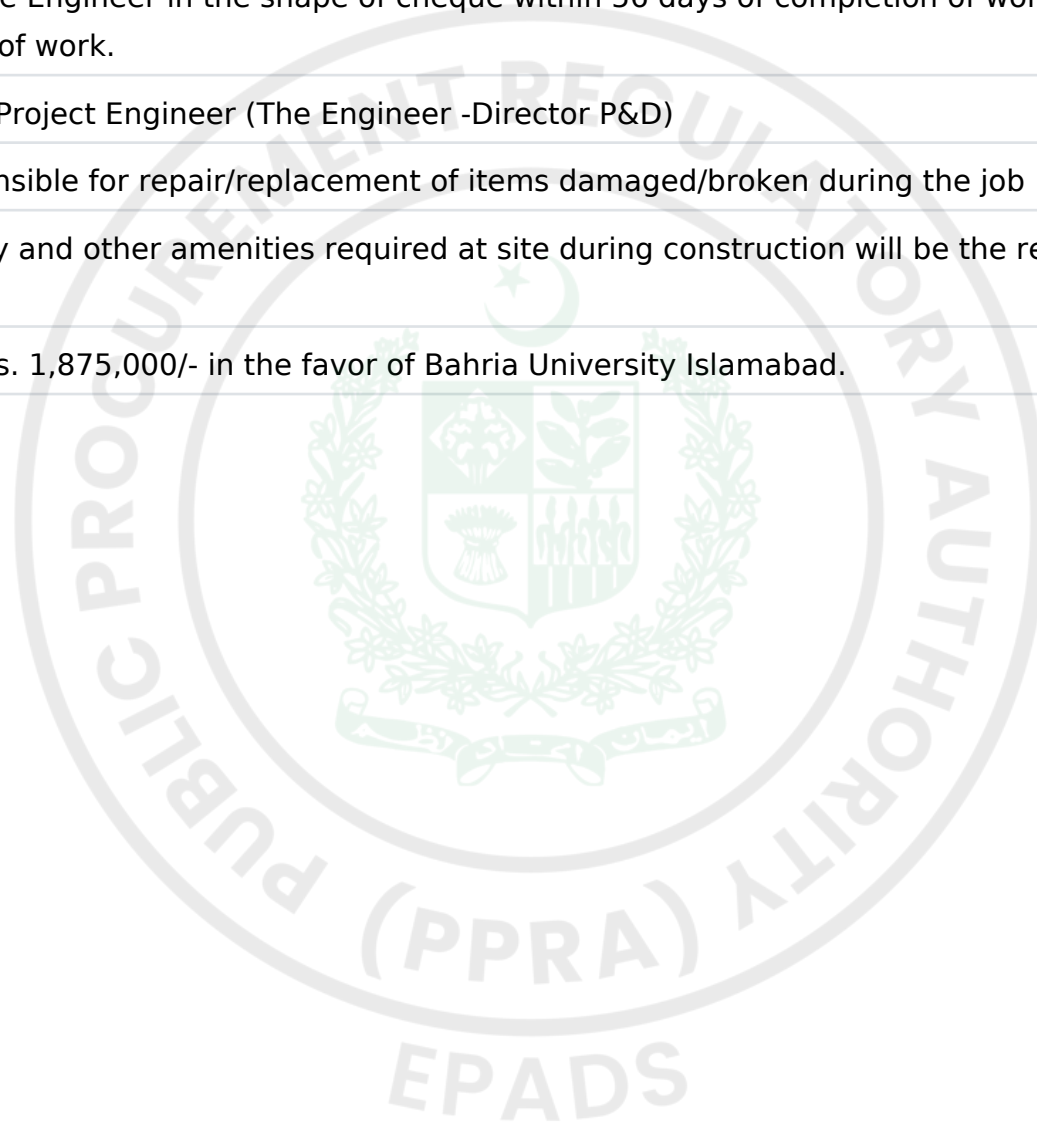 e Engineer in the shape of cheque within days of completion of wor
of work.
Project Engineer (The Engineer -Director P&D)
nsible for repair/replacement of items damaged/broken during the job
y and other amenities required at site during construction will be the re
s. 1,875,000/- in the favor of Bahria University Islamabad.
PUBLIC PROCUREMENT REGULATORY AUTHORITY
(PPRA)
EPADS